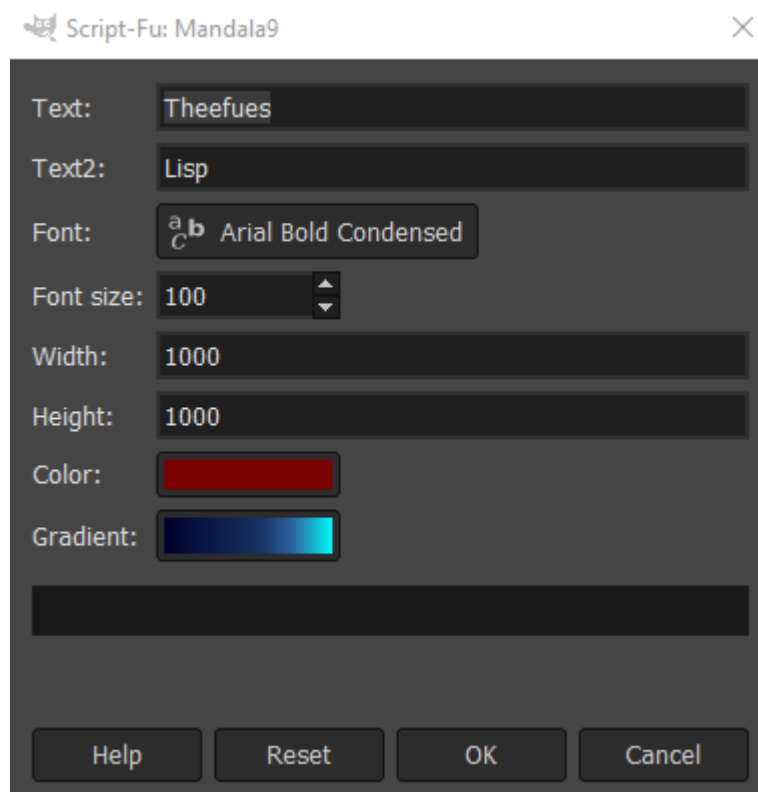 Script-Fu: Mandala9
Text: Theefues
Text2: Lisp
Font: Arial Bold Condensed
Font size: 100
Width: 1000
Height: 1000
Color:
Gradient:
Help Reset OK Cancel